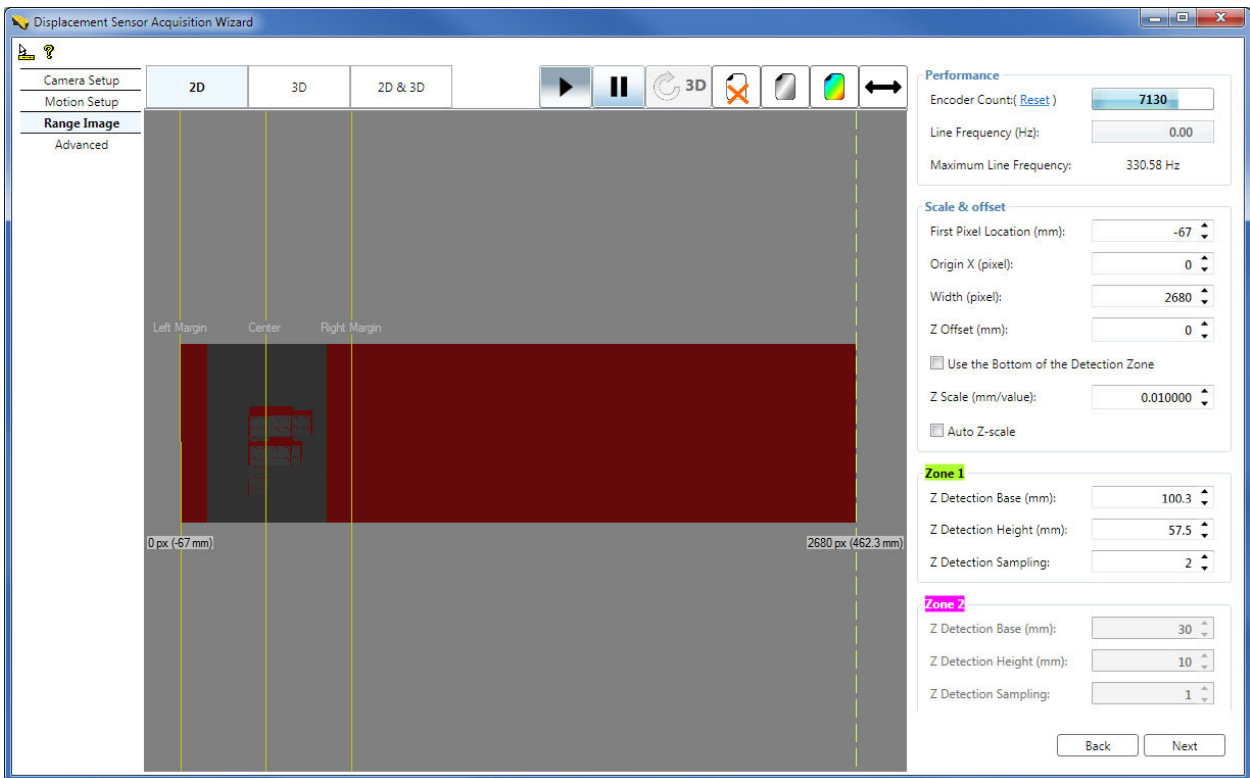 Displacement Sensor Acquisition Wizard
Camera Setup
Motion Setup
Range Image
Advanced
2D
3D
2D & 3D
3D
Left Margin
Center
Right Margin
0 px (-67 mm)
2680 px (462.3 mm)
Performance
Encoder Count:( Reset ) 7130
Line Frequency (Hz): 0.00
Maximum Line Frequency: 330.58 Hz
Scale & offset
First Pixel Location (mm): -67
Origin X (pixel): 0
Width (pixel): 2680
Z Offset (mm): 0
Use the Bottom of the Detection Zone
Z Scale (mm/value): 0.010000
Auto Z-scale
Zone 1
Z Detection Base (mm): 100.3
Z Detection Height (mm): 57.5
Z Detection Sampling: 2
Zone 2
Z Detection Base (mm): 30
Z Detection Height (mm): 10
Z Detection Sampling: 1
Back
Next